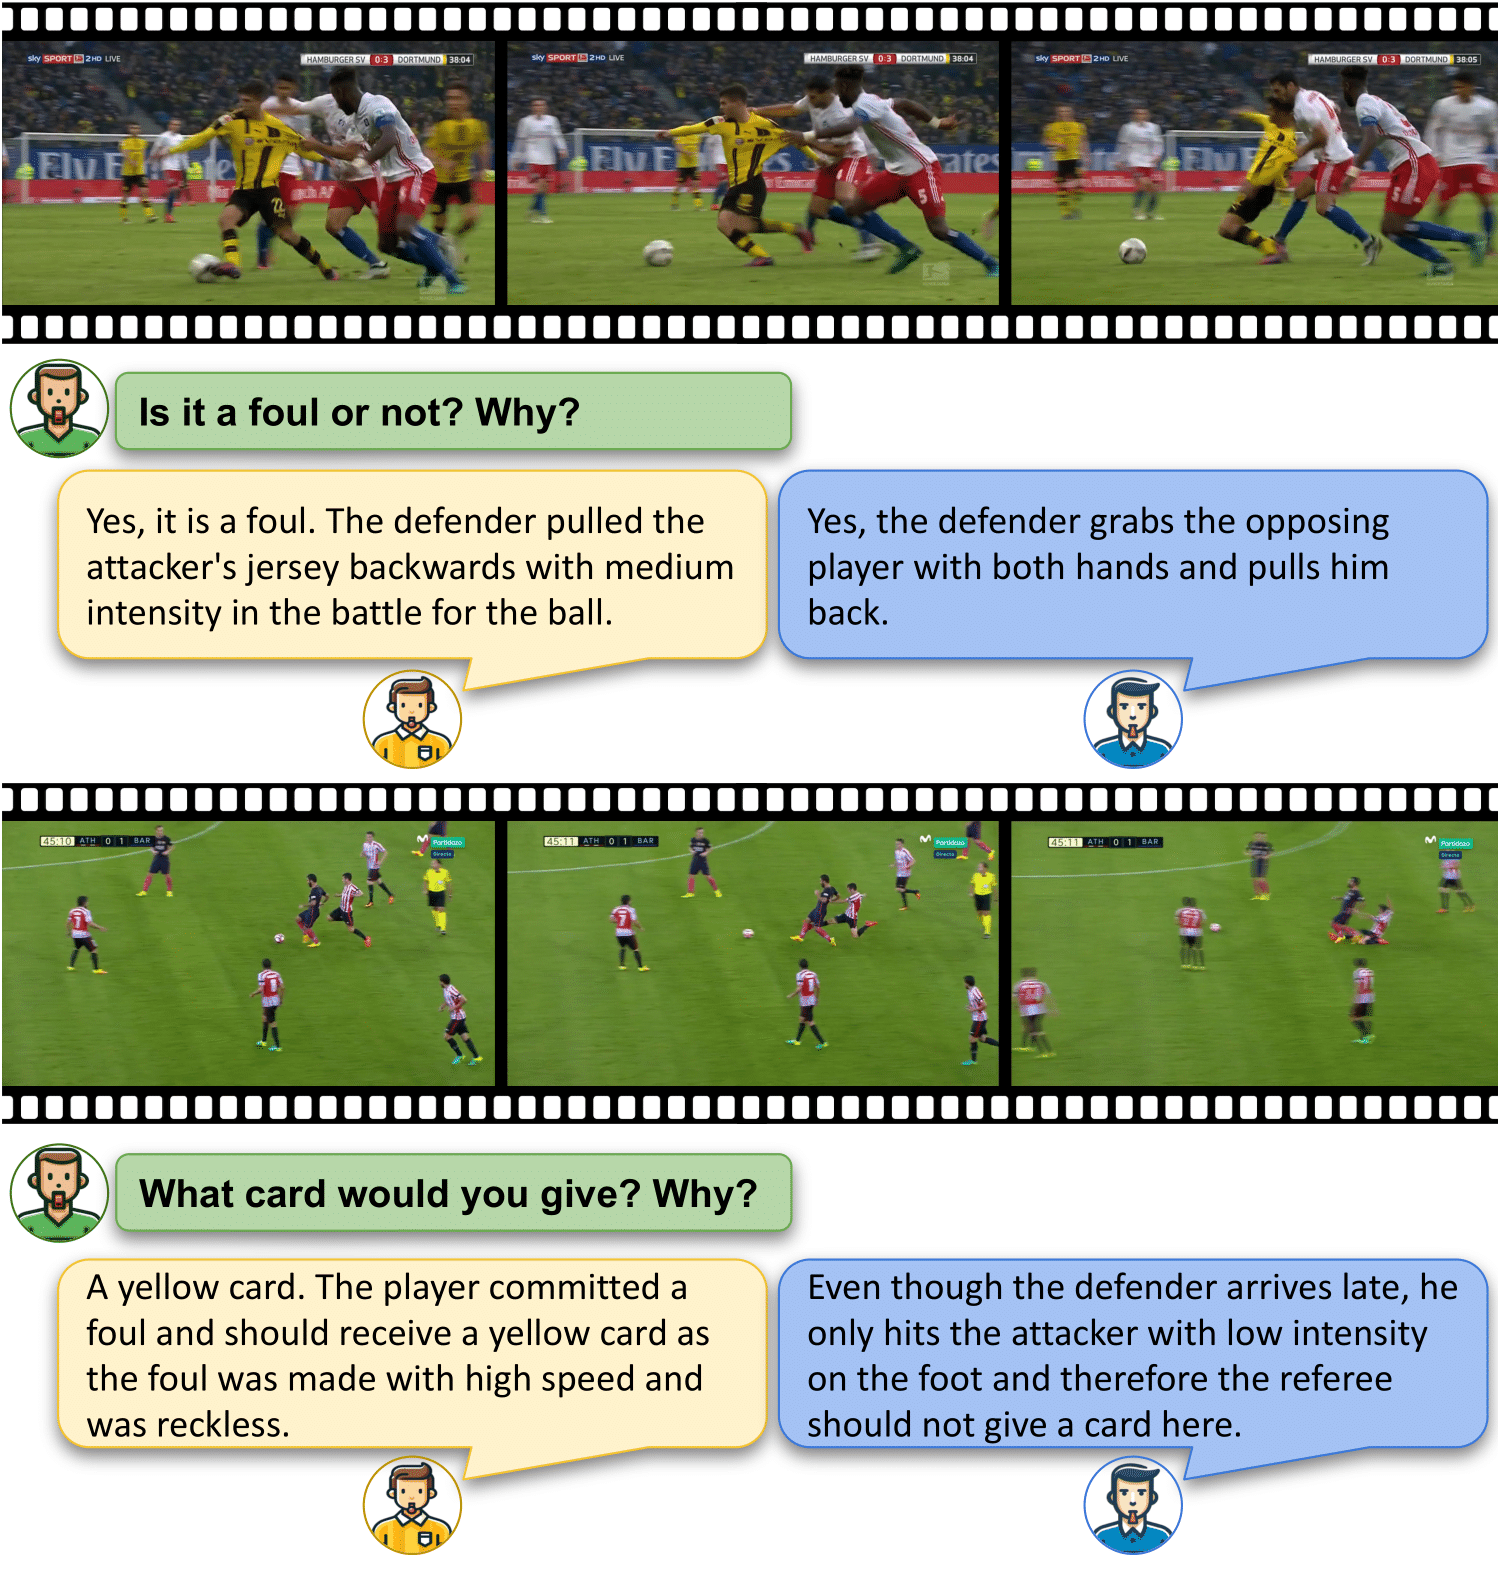 sky SPORT 2 HD LIVE
HAMBURGER SV 0:3 DORTMUND 38:04
sky SPORT 2 HD LIVE
HAMBURGER SV 0:3 DORTMUND 38:04
sky SPORT 2 HD LIVE
HAMBURGER SV 0:3 DORTMUND 38:05
Fly Emirates
22
5
5
Is it a foul or not? Why?
Yes, it is a foul. The defender pulled the
attacker's jersey backwards with medium
intensity in the battle for the ball.
Yes, the defender grabs the opposing
player with both hands and pulls him
back.
45:10 ATH 0 1 BAR
Partidazo
Directo
45:11 ATH 0 1 BAR
Partidazo
Directo
45:11 ATH 0 1 BAR
Partidazo
Directo
What card would you give? Why?
A yellow card. The player committed a
foul and should receive a yellow card as
the foul was made with high speed and
was reckless.
Even though the defender arrives late, he
only hits the attacker with low intensity
on the foot and therefore the referee
should not give a card here.